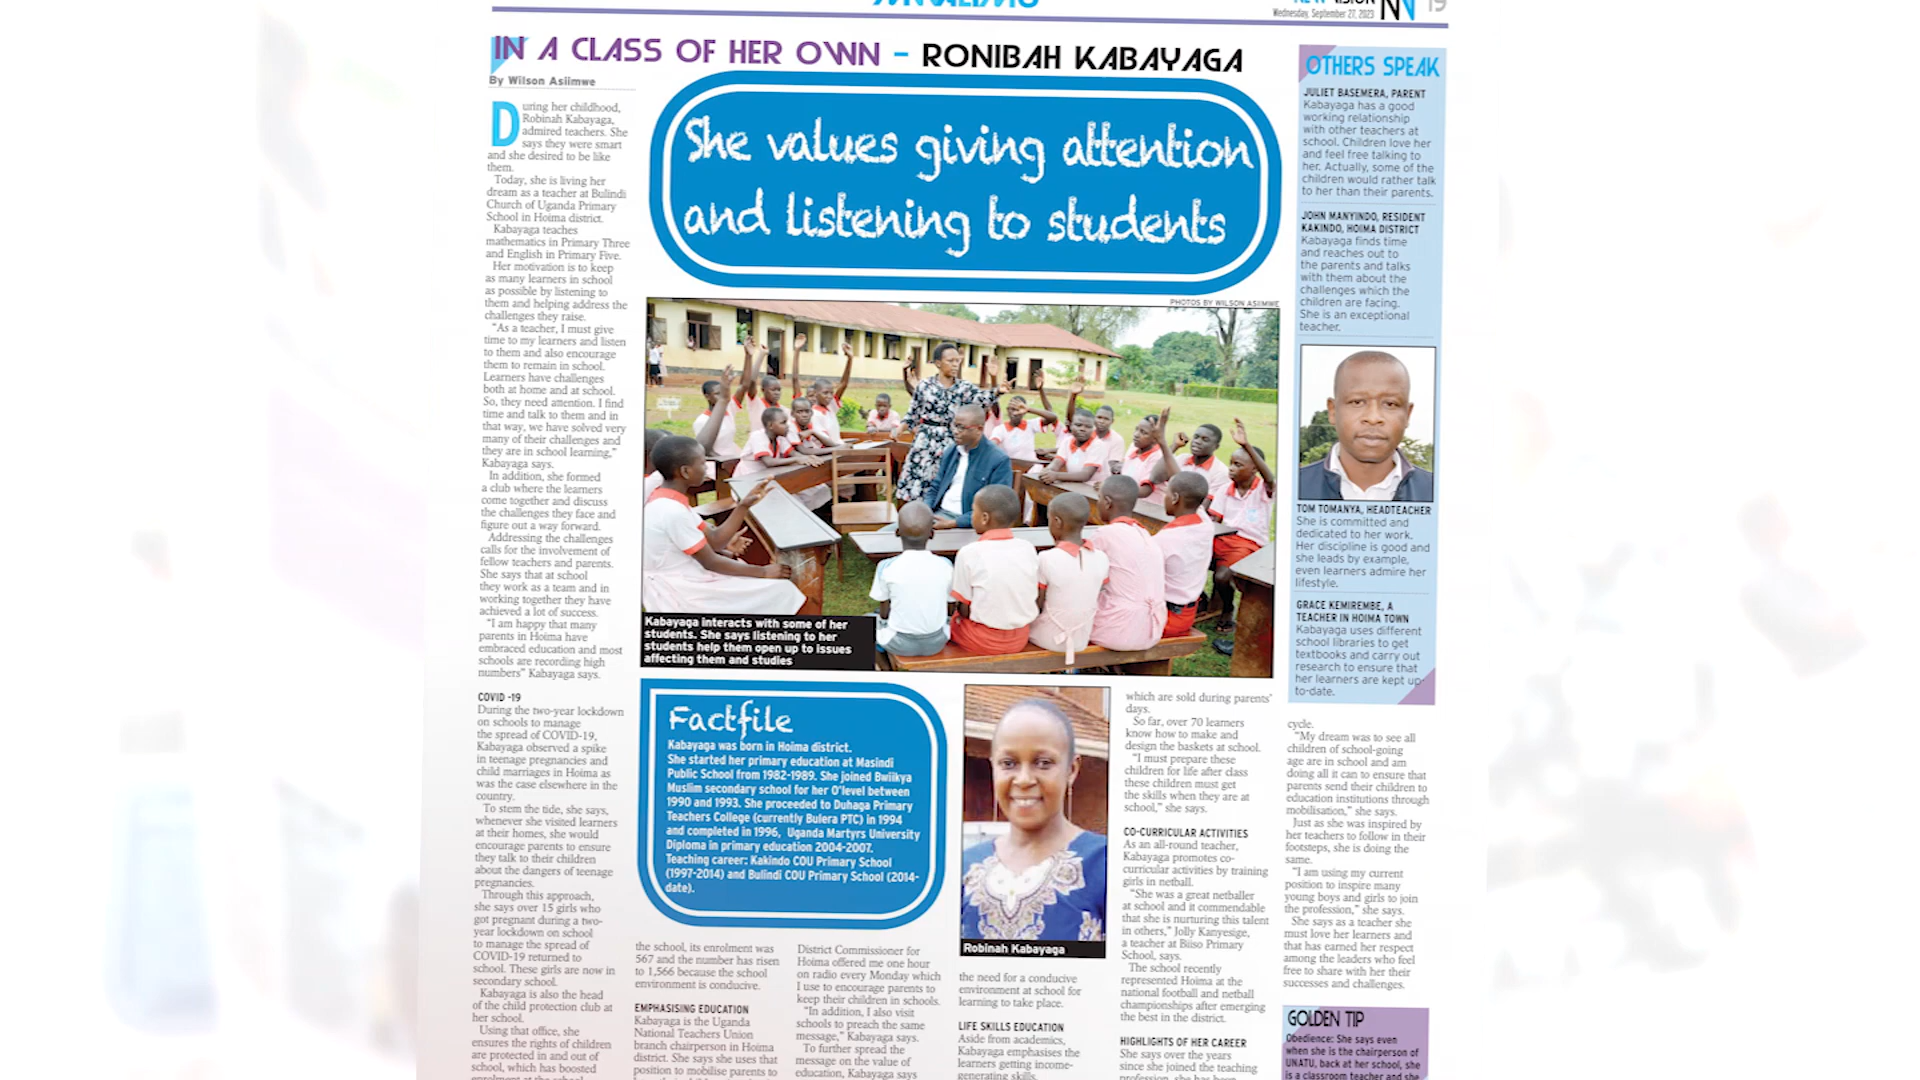 Wednesday, September 27, 2023
19
IN A CLASS OF HER OWN – RONIBAH KABAYAGA
By Wilson Asiimwe
During her childhood,
Robinah Kabayaga,
admired teachers. She
says they were smart
and she desired to be like
them.
Today, she is living her
dream as a teacher at Bulindi
Church of Uganda Primary
School in Hoima district.
Kabayaga teaches
mathematics in Primary Three
and English in Primary Five.
Her motivation is to keep
as many learners in school
as possible by listening to
them and helping address the
challenges they raise.
“As a teacher, I must give
time to my learners and listen
to them and also encourage
them to remain in school.
Learners have challenges
both at home and at school.
So, they need attention. I find
time and talk to them and in
that way, we have solved very
many of their challenges and
they are in school learning,”
Kabayaga says.
In addition, she formed
a club where the learners
come together and discuss
the challenges they face and
figure out a way forward.
Addressing the challenges
calls for the involvement of
fellow teachers and parents.
She says that at school
they work as a team and in
working together they have
achieved a lot of success.
“I am happy that many
parents in Hoima have
embraced education and most
schools are recording high
numbers” Kabayaga says.
COVID -19
During the two-year lockdown
on schools to manage
the spread of COVID-19,
Kabayaga observed a spike
in teenage pregnancies and
child marriages in Hoima as
was the case elsewhere in the
country.
To stem the tide, she says,
whenever she visited learners
at their homes, she would
encourage parents to ensure
they talk to their children
about the dangers of teenage
pregnancies.
Through this approach,
she says over 15 girls who
got pregnant during a two-
year lockdown on school
to manage the spread of
COVID-19 returned to
school. These girls are now in
secondary school.
Kabayaga is also the head
of the child protection club at
her school.
Using that office, she
ensures the rights of children
are protected in and out of
school, which has boosted
enrolment at the school
She values giving attention
and listening to students
PHOTOS BY WILSON ASIIMWE
Kabayaga interacts with some of her
students. She says listening to her
students help them open up to issues
affecting them and studies
Factfile
Kabayaga was born in Hoima district.
She started her primary education at Masindi
Public School from 1982-1989. She joined Bwiikya
Muslim secondary school for her O'level between
1990 and 1993. She proceeded to Duhaga Primary
Teachers College (currently Bulera PTC) in 1994
and completed in 1996, Uganda Martyrs University
Diploma in primary education 2004-2007.
Teaching career: Kakindo COU Primary School
(1997-2014) and Bulindi COU Primary School (2014-
date).
the school, its enrolment was
567 and the number has risen
to 1,566 because the school
environment is conducive.
EMPHASISING EDUCATION
Kabayaga is the Uganda
National Teachers Union
branch chairperson in Hoima
district. She says she uses that
position to mobilise parents to
District Commissioner for
Hoima offered me one hour
on radio every Monday which
I use to encourage parents to
keep their children in schools.
“In addition, I also visit
schools to preach the same
message,” Kabayaga says.
To further spread the
message on the value of
education, Kabayaga says
Robinah Kabayaga
the need for a conducive
environment at school for
learning to take place.
LIFE SKILLS EDUCATION
Aside from academics,
Kabayaga emphasises the
learners getting income-
generating skills.
which are sold during parents’
days.
So far, over 70 learners
know how to make and
design the baskets at school.
“I must prepare these
children for life after class
these children must get
the skills when they are at
school,” she says.
CO-CURRICULAR ACTIVITIES
As an all-round teacher,
Kabayaga promotes co-
curricular activities by training
girls in netball.
“She was a great netballer
at school and it commendable
that she is nurturing this talent
in others,” Jolly Kanyesige,
a teacher at Biiso Primary
School, says.
The school recently
represented Hoima at the
national football and netball
championships after emerging
the best in the district.
HIGHLIGHTS OF HER CAREER
She says over the years
since she joined the teaching
profession, she has been
OTHERS SPEAK
JULIET BASEMERA, PARENT
Kabayaga has a good
working relationship
with other teachers at
school. Children love her
and feel free talking to
her. Actually, some of the
children would rather talk
to her than their parents.
JOHN MANYINDO, RESIDENT
KAKINDO, HOIMA DISTRICT
Kabayaga finds time
and reaches out to
the parents and talks
with them about the
challenges which the
children are facing.
She is an exceptional
teacher.
TOM TOMANYA, HEADTEACHER
She is committed and
dedicated to her work.
Her discipline is good and
she leads by example,
even learners admire her
lifestyle.
GRACE KEMIREMBE, A
TEACHER IN HOIMA TOWN
Kabayaga uses different
school libraries to get
textbooks and carry out
research to ensure that
her learners are kept up-
to-date.
cycle.
“My dream was to see all
children of school-going
age are in school and am
doing all it can to ensure that
parents send their children to
education institutions through
mobilisation,” she says.
Just as she was inspired by
her teachers to follow in their
footsteps, she is doing the
same.
“I am using my current
position to inspire many
young boys and girls to join
the profession,” she says.
She says as a teacher she
must love her learners and
that has earned her respect
among the leaders who feel
free to share with her their
successes and challenges.
GOLDEN TIP
Obedience: She says even
when she is the chairperson of
UNATU, back at her school, she
is a classroom teacher and she